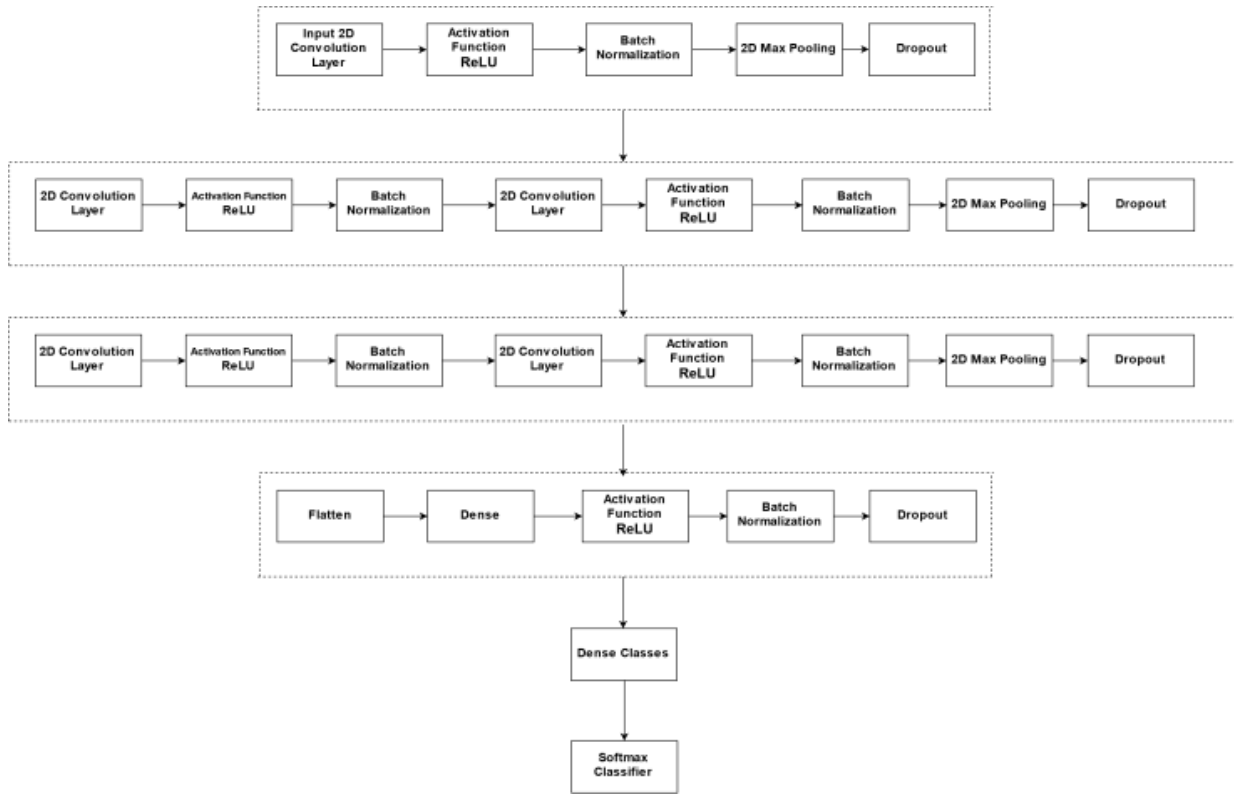 Input 2D
Convolution
Layer
Activation
Function
ReLU
Batch
Normalization
2D Max Pooling
Dropout
2D Convolution
Layer
Activation Function
ReLU
Batch
Normalization
2D Convolution
Layer
Activation
Function
ReLU
Batch
Normalization
2D Max Pooling
Dropout
2D Convolution
Layer
Activation Function
ReLU
Batch
Normalization
2D Convolution
Layer
Activation
Function
ReLU
Batch
Normalization
2D Max Pooling
Dropout
Flatten
Dense
Activation
Function
ReLU
Batch
Normalization
Dropout
Dense Classes
Softmax
Classifier